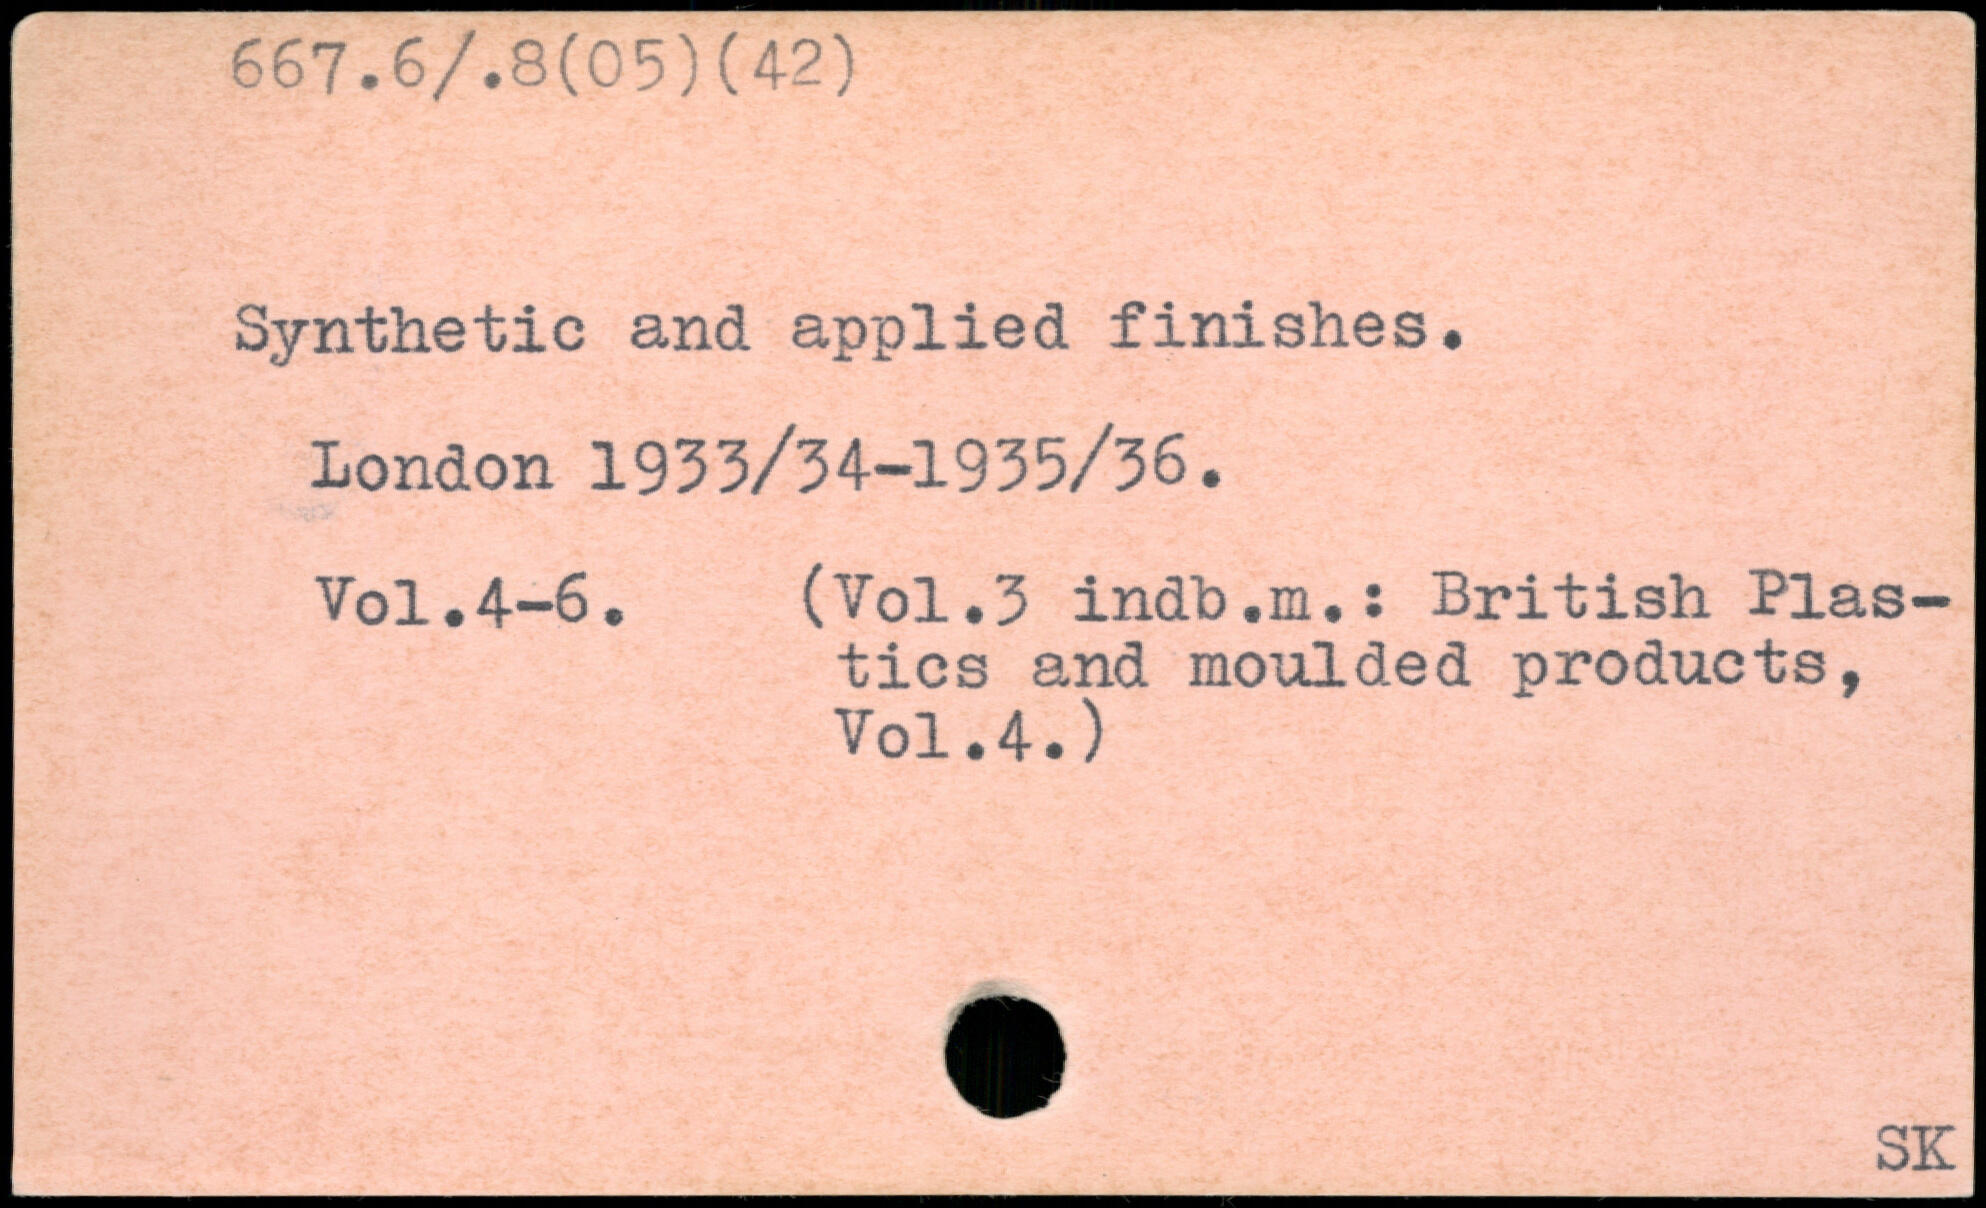 667.6/.8(05)(42)
Synthetic and applied finishes.
London 1933/34-1935/36.
Vol.4-6. (Vol.3 indb.m.: British Plas-
tics and moulded products,
Vol.4.)
SK